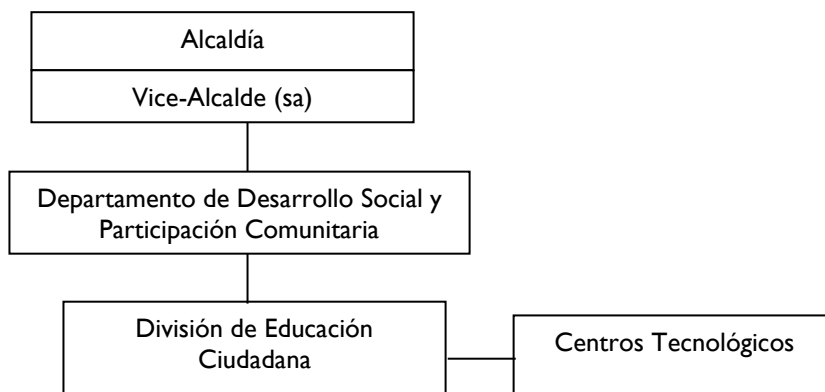 Alcaldía
Vice-Alcalde (sa)
Departamento de Desarrollo Social y
Participación Comunitaria
División de Educación
Ciudadana
Centros Tecnológicos